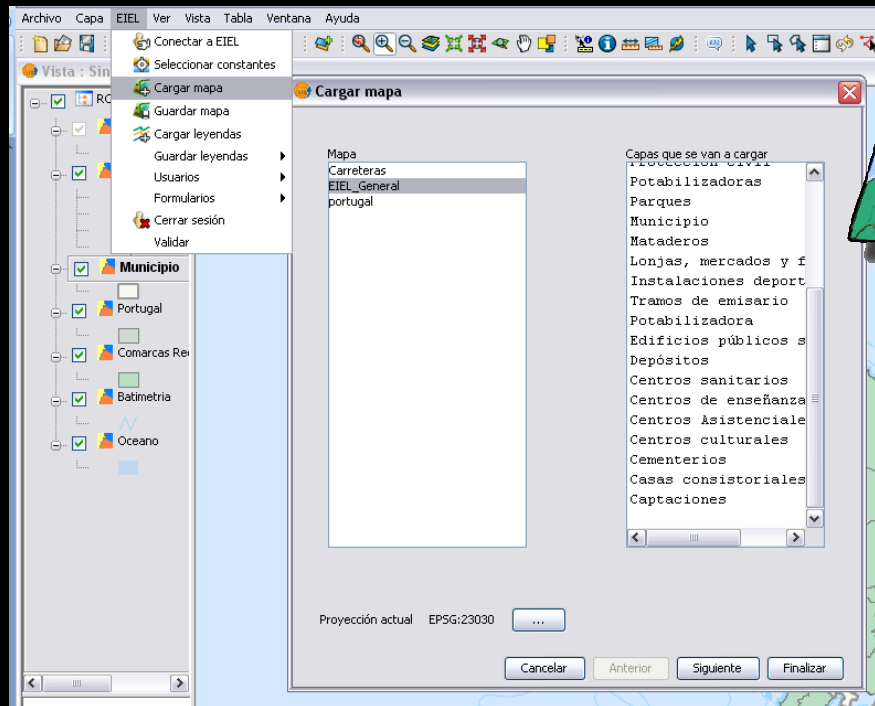 Archivo Capa EIEL Ver Vista Tabla Ventana Ayuda
Conectar a EIEL
Seleccionar constantes
Cargar mapa
Guardar mapa
Cargar leyendas
Guardar leyendas
Usuarios
Formularios
Cerrar sesión
Validar
Vista : Sin
RO
Municipio
Portugal
Comarcas Re
Batimetria
Oceano
Cargar mapa
Mapa
Carreteras
EIEL_General
portugal
Capas que se van a cargar
Protección civil
Potabilizadoras
Parques
Municipio
Mataderos
Lonjas, mercados y f
Instalaciones deport
Tramos de emisario
Potabilizadora
Edificios públicos s
Depósitos
Centros sanitarios
Centros de enseñanza
Centros Asistenciale
Centros culturales
Cementerios
Casas consistoriales
Captaciones
Proyección actual EPSG:23030 ...
Cancelar Anterior Siguiente Finalizar